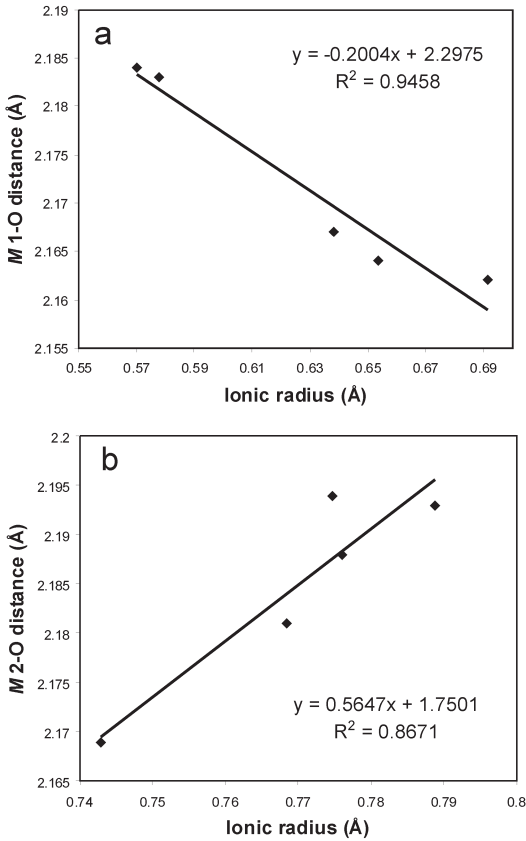 a
y = -0.2004x + 2.2975
R² = 0.9458
M 1-O distance (Å)
2.19
2.185
2.18
2.175
2.17
2.165
2.16
2.155
0.55 0.57 0.59 0.61 0.63 0.65 0.67 0.69
Ionic radius (Å)
b
M 2-O distance (Å)
2.2
2.195
2.19
2.185
2.18
2.175
2.17
2.165
y = 0.5647x + 1.7501
R² = 0.8671
0.74 0.75 0.76 0.77 0.78 0.79 0.8
Ionic radius (Å)